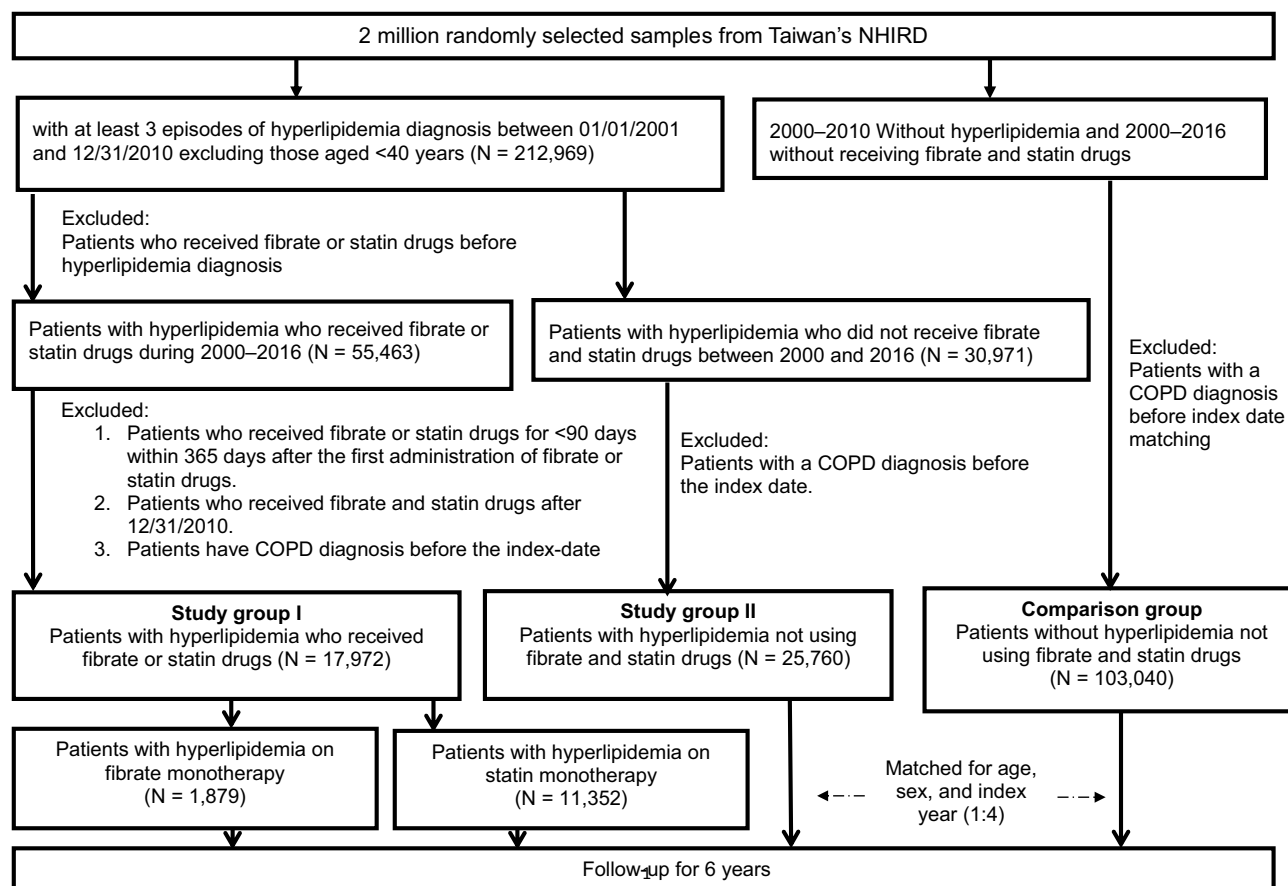 2 million randomly selected samples from Taiwan's NHIRD
with at least 3 episodes of hyperlipidemia diagnosis between 01/01/2001
and 12/31/2010 excluding those aged <40 years (N = 212,969)
2000–2010 Without hyperlipidemia and 2000–2016
without receiving fibrate and statin drugs
Excluded:
Patients who received fibrate or statin drugs before
hyperlipidemia diagnosis
Patients with hyperlipidemia who received fibrate or
statin drugs during 2000–2016 (N = 55,463)
Patients with hyperlipidemia who did not receive fibrate
and statin drugs between 2000 and 2016 (N = 30,971)
Excluded:
Patients with a
COPD diagnosis
before index date
matching
Excluded:
1. Patients who received fibrate or statin drugs for <90 days
within 365 days after the first administration of fibrate or
statin drugs.
2. Patients who received fibrate and statin drugs after
12/31/2010.
3. Patients have COPD diagnosis before the index-date
Excluded:
Patients with a COPD diagnosis before
the index date.
Study group I
Patients with hyperlipidemia who received
fibrate or statin drugs (N = 17,972)
Study group II
Patients with hyperlipidemia not using
fibrate and statin drugs (N = 25,760)
Comparison group
Patients without hyperlipidemia not
using fibrate and statin drugs
(N = 103,040)
Patients with hyperlipidemia on
fibrate monotherapy
(N = 1,879)
Patients with hyperlipidemia on
statin monotherapy
(N = 11,352)
Matched for age,
sex, and index
year (1:4)
Follow-up for 6 years
1